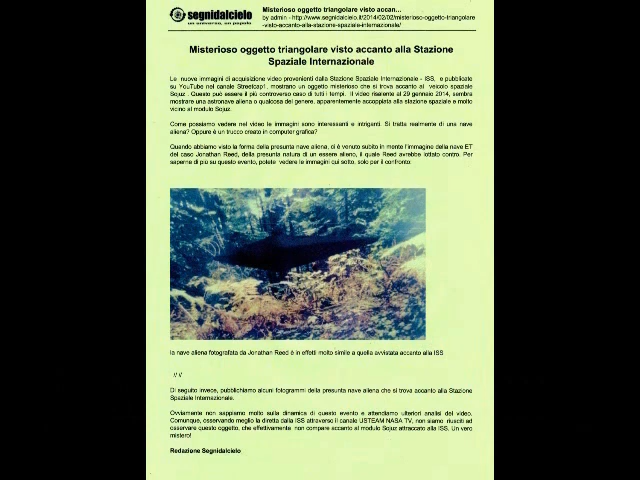 segnidalcielo
un universo, un popolo
Misterioso oggetto triangolare visto accan...
by admin - http://www.segnidalcielo.it/2014/02/02/misterioso-oggetto-triangolare
-visto-accanto-alla-stazione-spaziale-internazionale/
Misterioso oggetto triangolare visto accanto alla Stazione
Spaziale Internazionale
Le nuove immagini di acquisizione video provenienti dalla Stazione Spaziale Internazionale - ISS, e pubblicate
su YouTube nel canale Streetcap1, mostrano un oggetto misterioso che si trova accanto al veicolo spaziale
Sojuz . Questo può essere il più controverso caso di tutti i tempi. Il video risalente al 29 gennaio 2014, sembra
mostrare una astronave aliena o qualcosa del genere, apparentemente accoppiata alla stazione spaziale e molto
vicino al modulo Sojuz.
Come possiamo vedere nel video le immagini sono interessanti e intriganti. Si tratta realmente di una nave
aliena? Oppure è un trucco creato in computer grafica?
Quando abbiamo visto la forma della presunta nave aliena, ci è venuto subito in mente l'immagine della nave ET
del caso Jonathan Reed, della presunta natura di un essere alieno, il quale Reed avrebbe lottato contro. Per
saperne di più su questo evento, potete vedere le immagini qui sotto, solo per il confronto:
la nave aliena fotografata da Jonathan Reed è in effetti molto simile a quella avvistata accanto alla ISS
// //
Di seguito invece, pubblichiamo alcuni fotogrammi della presunta nave aliena che si trova accanto alla Stazione
Spaziale Internazionale.
Ovviamente non sappiamo molto sulla dinamica di questo evento e attendiamo ulteriori analisi del video.
Comunque, osservando meglio la diretta dalla ISS attraverso il canale USTEAM NASA TV, non siamo riusciti ad
osservare questo oggetto, che effettivamente non compare accanto al modulo Sojuz attraccato alla ISS. Un vero
mistero!
Redazione Segnidalcielo